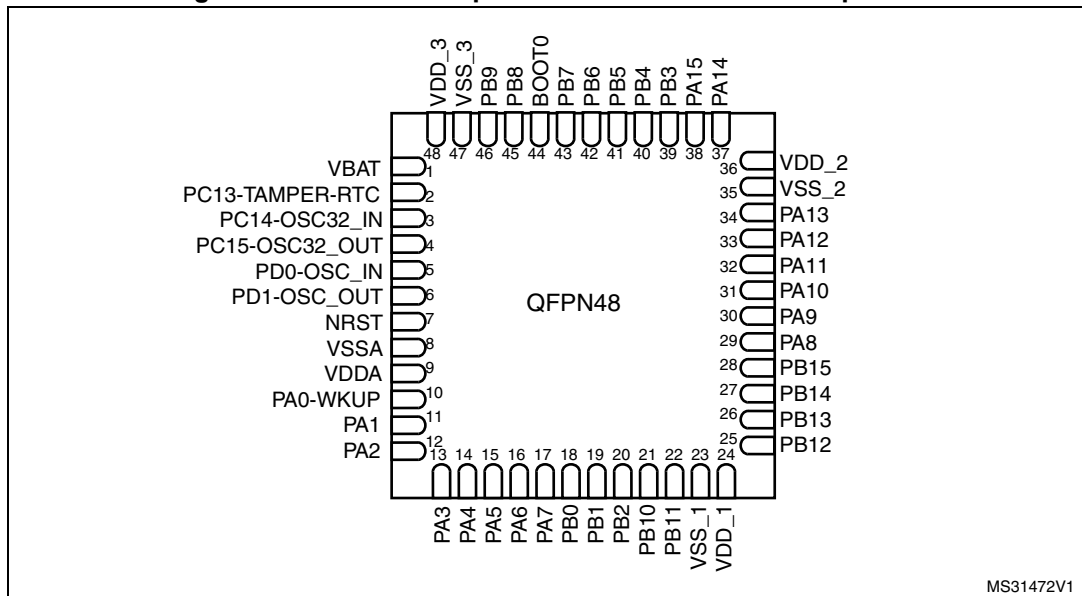 VDD_3
VSS_3
PB9
PB8
BOOT0
PB7
PB6
PB5
PB4
PB3
PA15
PA14
48
47
46
45
44
43
42
41
40
39
38
37
VBAT 1
PC13-TAMPER-RTC 2
PC14-OSC32_IN 3
PC15-OSC32_OUT 4
PD0-OSC_IN 5
PD1-OSC_OUT 6
NRST 7
VSSA 8
VDDA 9
PA0-WKUP 10
PA1 11
PA2 12
QFPN48
36 VDD_2
35 VSS_2
34 PA13
33 PA12
32 PA11
31 PA10
30 PA9
29 PA8
28 PB15
27 PB14
26 PB13
25 PB12
13
14
15
16
17
18
19
20
21
22
23
24
PA3
PA4
PA5
PA6
PA7
PB0
PB1
PB2
PB10
PB11
VSS_1
VDD_1
MS31472V1